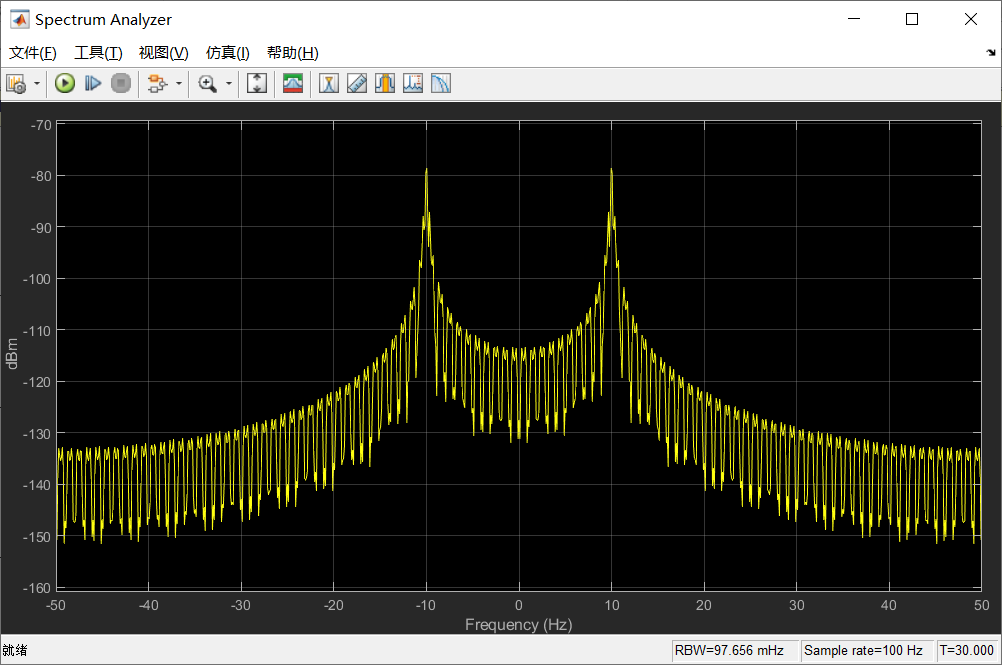 Spectrum Analyzer
文件(F) 工具(T) 视图(V) 仿真(I) 帮助(H)
-70
-80
-90
-100
-110
-120
-130
-140
-150
-160
dBm
-50 -40 -30 -20 -10 0 10 20 30 40 50
Frequency (Hz)
就绪 RBW=97.656 mHz Sample rate=100 Hz T=30.000